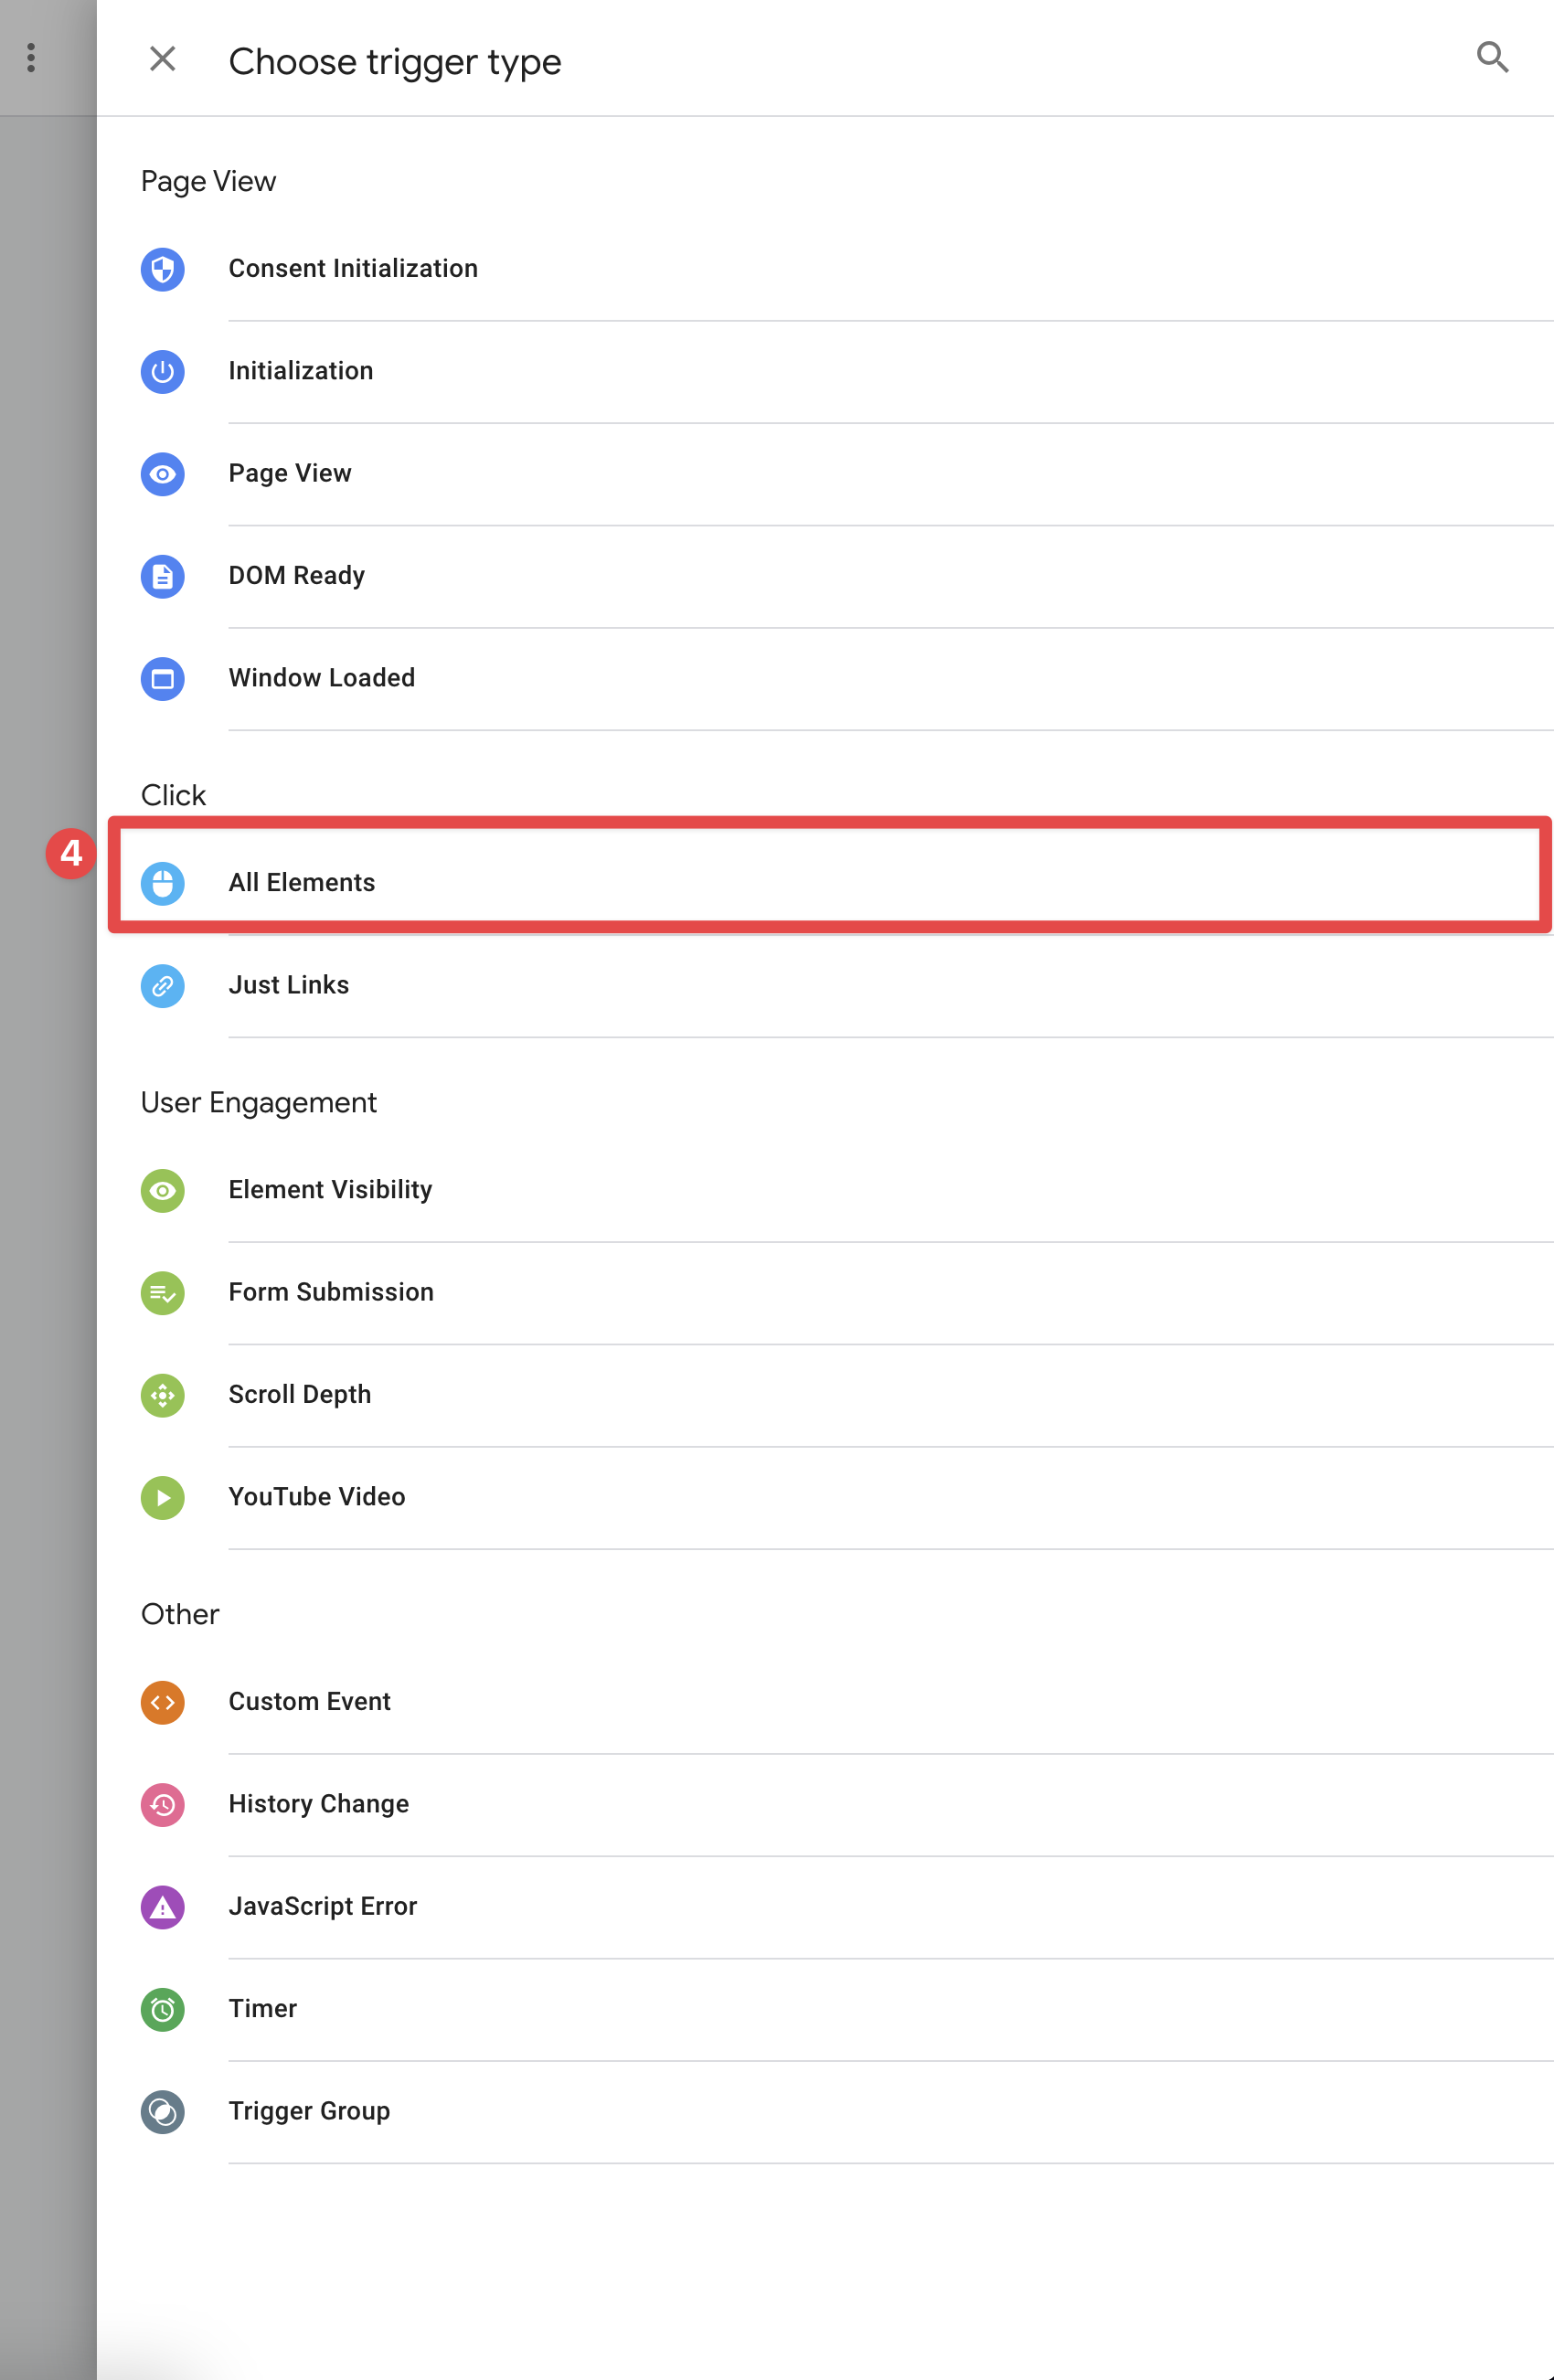 Choose trigger type
Page View
Consent Initialization
Initialization
Page View
DOM Ready
Window Loaded
Click
4
All Elements
Just Links
User Engagement
Element Visibility
Form Submission
Scroll Depth
YouTube Video
Other
Custom Event
History Change
JavaScript Error
Timer
Trigger Group